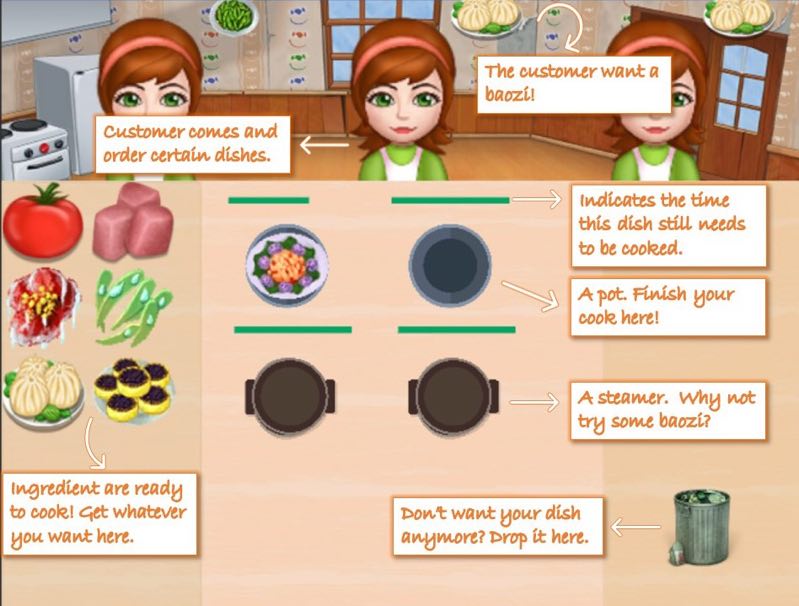 The customer want a
baozi!
Customer comes and
order certain dishes.
Indicates the time
this dish still needs
to be cooked.
A pot. Finish your
cook here!
A steamer. Why not
try some baozi?
Ingredient are ready
to cook! Get whatever
you want here.
Don't want your dish
anymore? Drop it here.